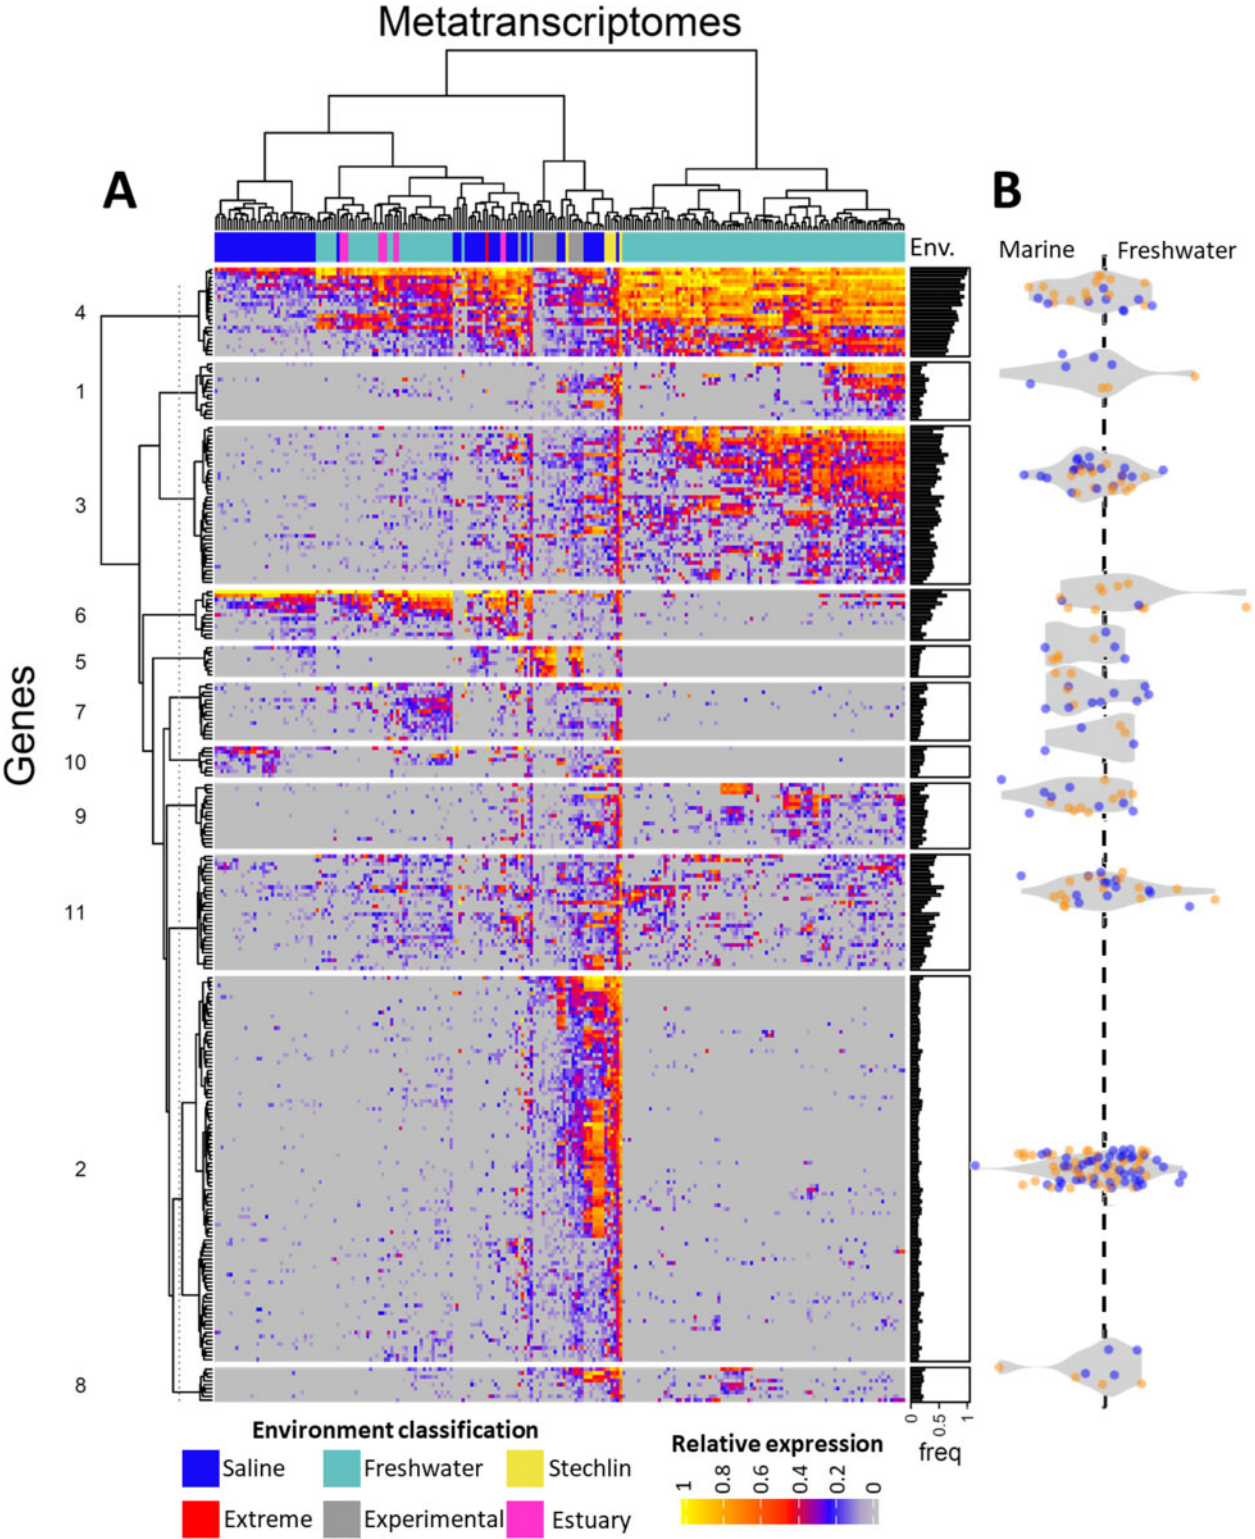 Metatranscriptomes
A
B
Marine
Freshwater
Env.
4
1
3
6
5
7
10
9
11
2
8
Genes
0
0.5
1
freq
Environment classification
Saline
Freshwater
Stechlin
Extreme
Experimental
Estuary
Relative expression
1
0.8
0.6
0.4
0.2
0